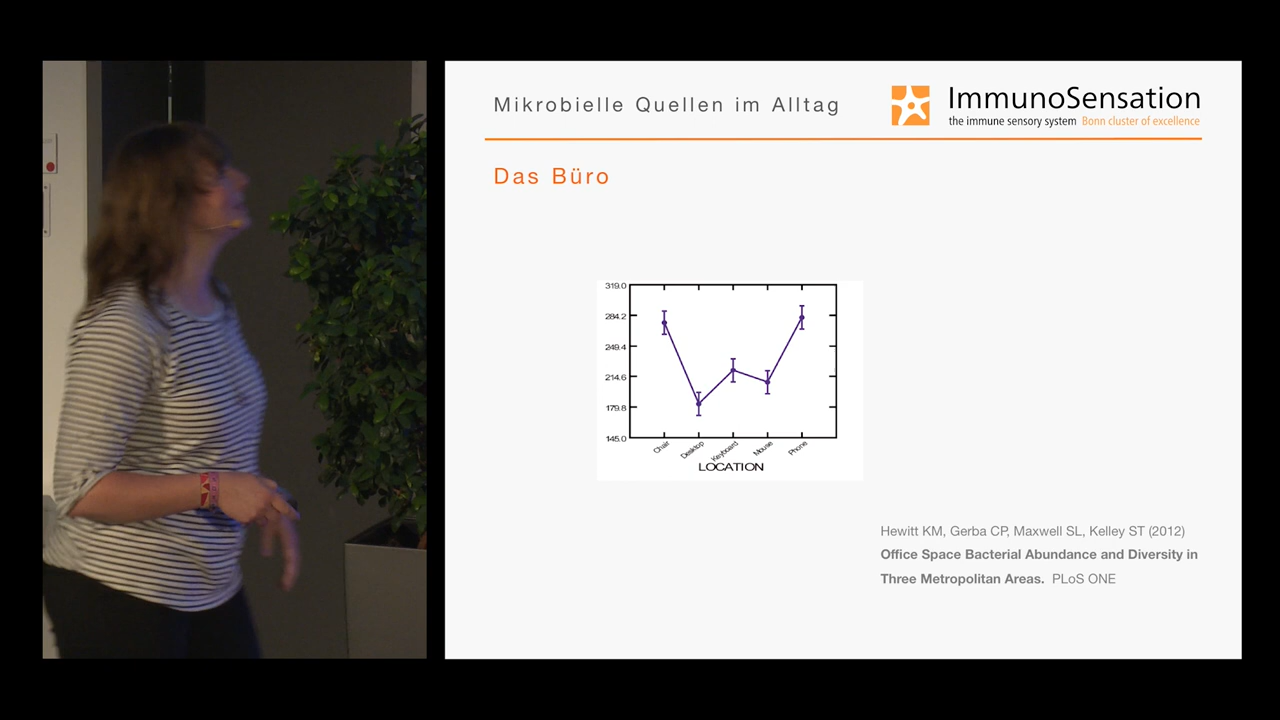 Mikrobielle Quellen im Alltag
ImmunoSensation
the immune sensory system Bonn cluster of excellence
Das Büro
319.0
284.2
249.4
214.6
179.8
145.0
Chair
Desktop
Keyboard
Mouse
Phone
LOCATION
Hewitt KM, Gerba CP, Maxwell SL, Kelley ST (2012)
Office Space Bacterial Abundance and Diversity in
Three Metropolitan Areas. PLoS ONE